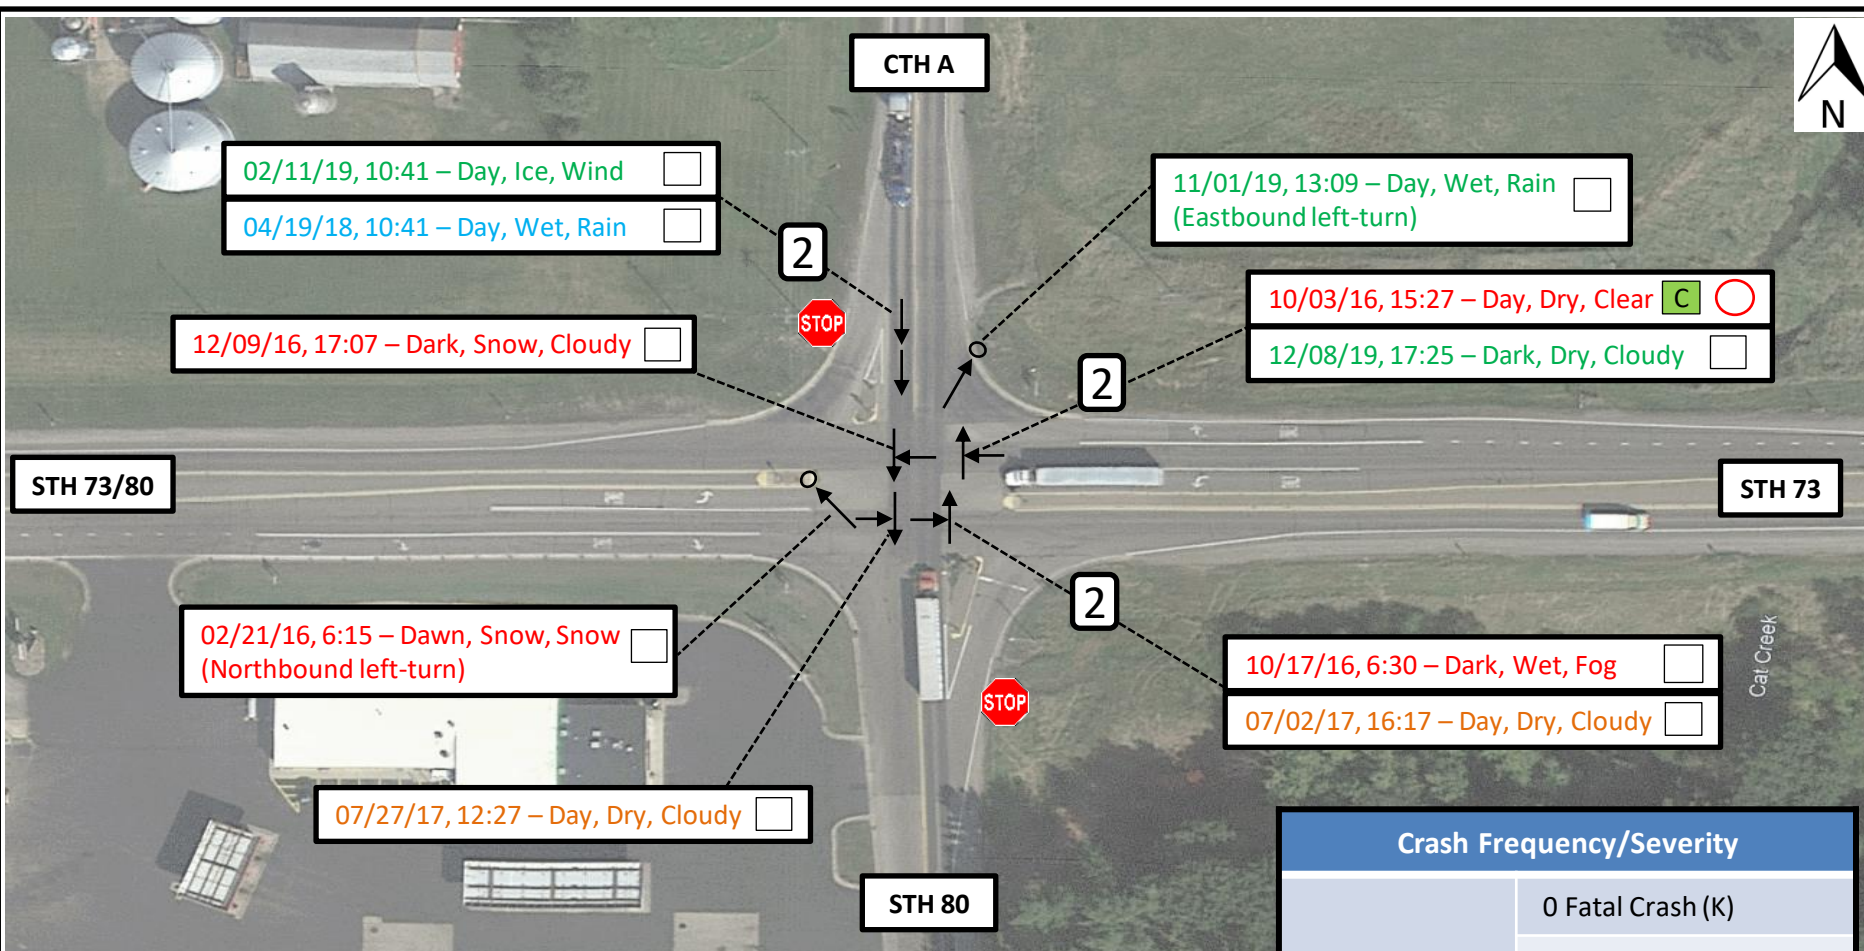 CTH A
N
02/11/19, 10:41 – Day, Ice, Wind
04/19/18, 10:41 – Day, Wet, Rain
2
11/01/19, 13:09 – Day, Wet, Rain
(Eastbound left-turn)
10/03/16, 15:27 – Day, Dry, Clear C
12/08/19, 17:25 – Dark, Dry, Cloudy
STOP
12/09/16, 17:07 – Dark, Snow, Cloudy
2
STH 73/80
STH 73
02/21/16, 6:15 – Dawn, Snow, Snow
(Northbound left-turn)
2
10/17/16, 6:30 – Dark, Wet, Fog
07/02/17, 16:17 – Day, Dry, Cloudy
Cat Creek
STOP
07/27/17, 12:27 – Day, Dry, Cloudy
STH 80
Crash Frequency/Severity
0 Fatal Crash (K)